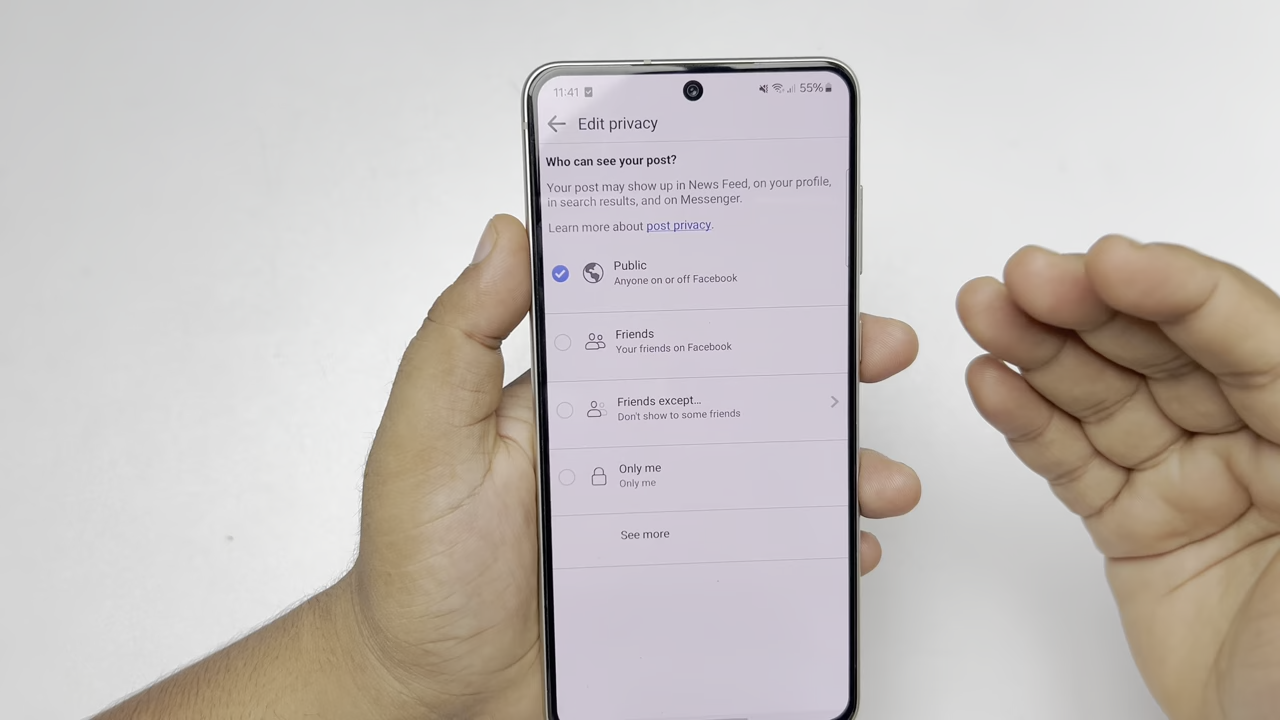 11:41
55%
Edit privacy
Who can see your post?
Your post may show up in News Feed, on your profile,
in search results, and on Messenger.
Learn more about post privacy.
Public
Anyone on or off Facebook
Friends
Your friends on Facebook
Friends except...
Don't show to some friends
Only me
Only me
See more